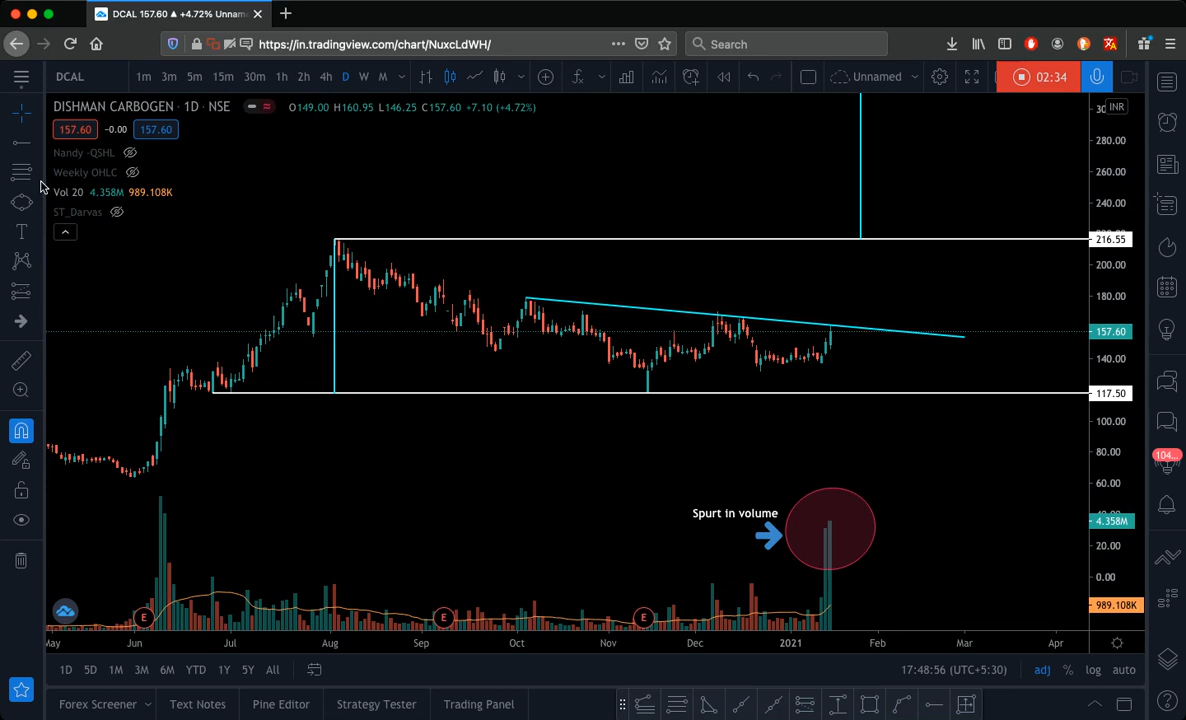 DCAL 157.60 ▲ +4.72% Unnam
https://in.tradingview.com/chart/NuxcLdWH/
Search
DCAL 1m 3m 5m 15m 30m 1h 2h 4h D W M Unnamed 02:34
DISHMAN CARBOGEN · 1D · NSE O149.00 H160.95 L146.25 C157.60 +7.10 (+4.72%)
INR
157.60 -0.00 157.60
Nandy -QSHL
Weekly OHLC
Vol 20 4.358M 989.108K
ST_Darvas
280.00
260.00
240.00
216.55
200.00
180.00
157.60
140.00
117.50
100.00
80.00
60.00
104...
Spurt in volume
4.358M
20.00
0.00
989.108K
E E E
May Jun Jul Aug Sep Oct Nov Dec 2021 Feb Mar Apr
1D 5D 1M 3M 6M YTD 1Y 5Y All 17:48:56 (UTC+5:30) adj % log auto
Forex Screener Text Notes Pine Editor Strategy Tester Trading Panel